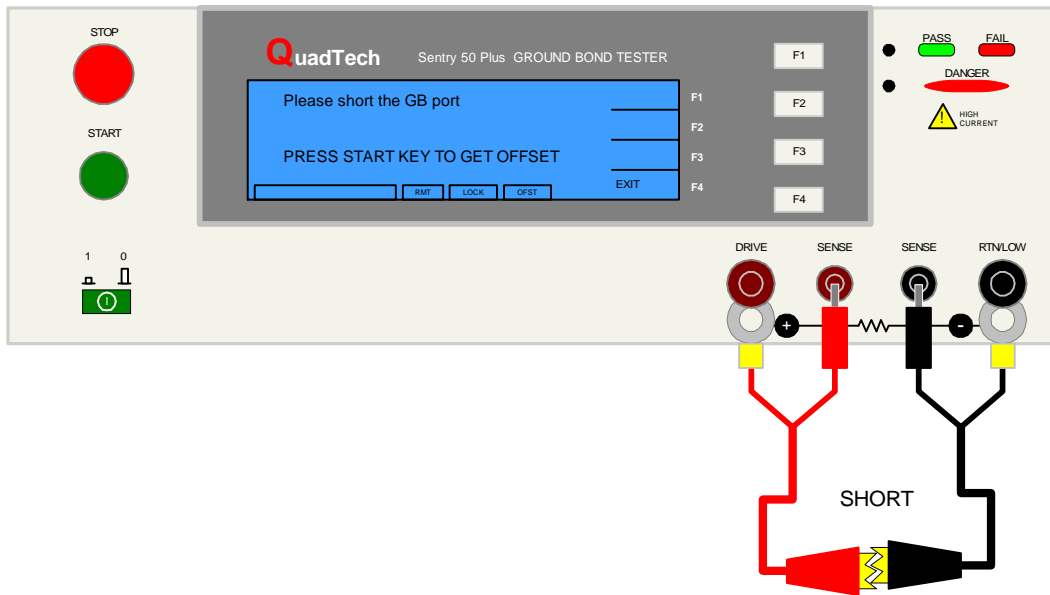 STOP
START
1 0
QuadTech Sentry 50 Plus GROUND BOND TESTER
Please short the GB port
PRESS START KEY TO GET OFFSET
RMT LOCK OFST EXIT
F1
F2
F3
F4
F1
F2
F3
F4
PASS FAIL
DANGER
! HIGH
CURRENT
DRIVE SENSE SENSE RTN/LOW
+ -
SHORT